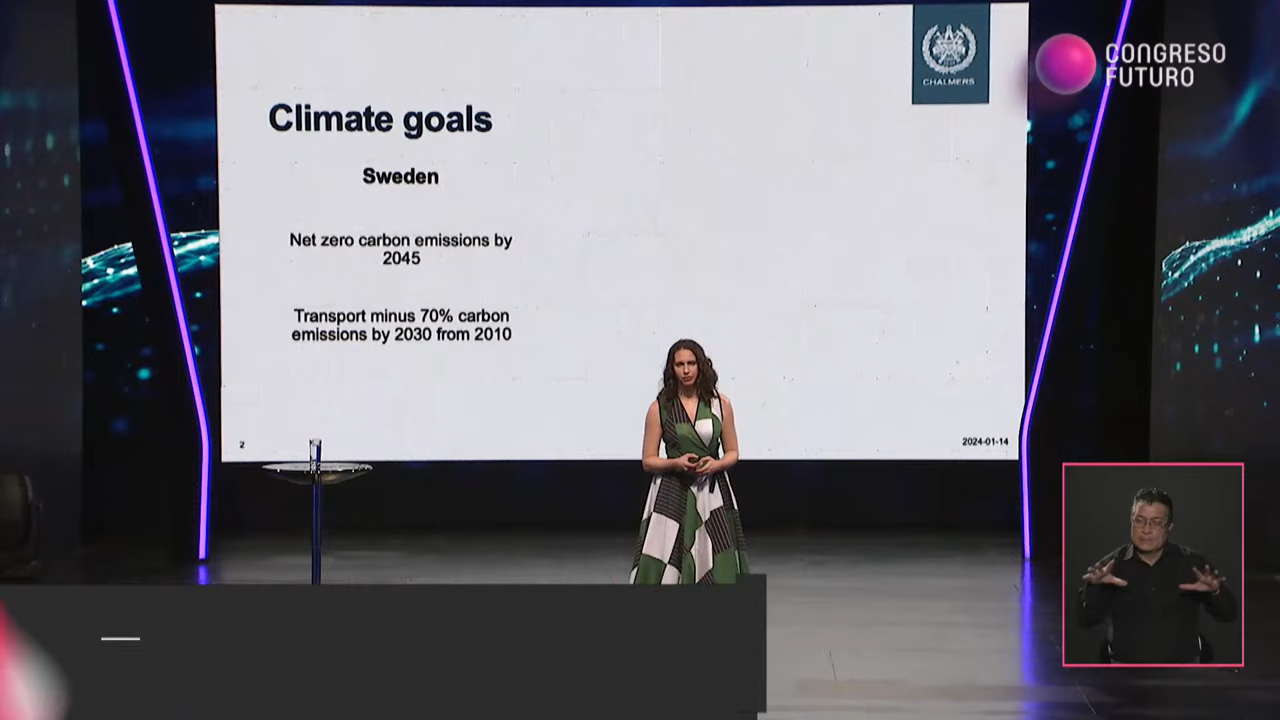 CHALMERS
CONGRESO
FUTURO
Climate goals
Sweden
Net zero carbon emissions by
2045
Transport minus 70% carbon
emissions by 2030 from 2010
2
2024-01-14